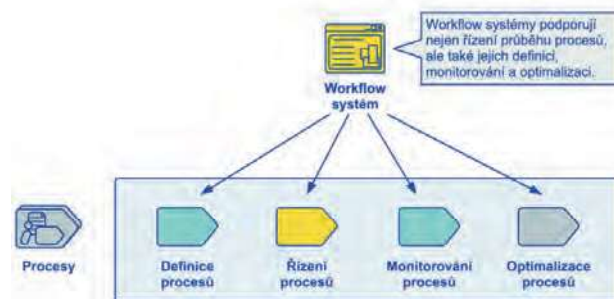 Workflow systémy podporují
nejen řízení průběhu procesů,
ale také jejich definici,
monitorování a optimalizaci.
Workflow
systém
Procesy
Definice
procesů
Řízení
procesů
Monitorování
procesů
Optimalizace
procesů